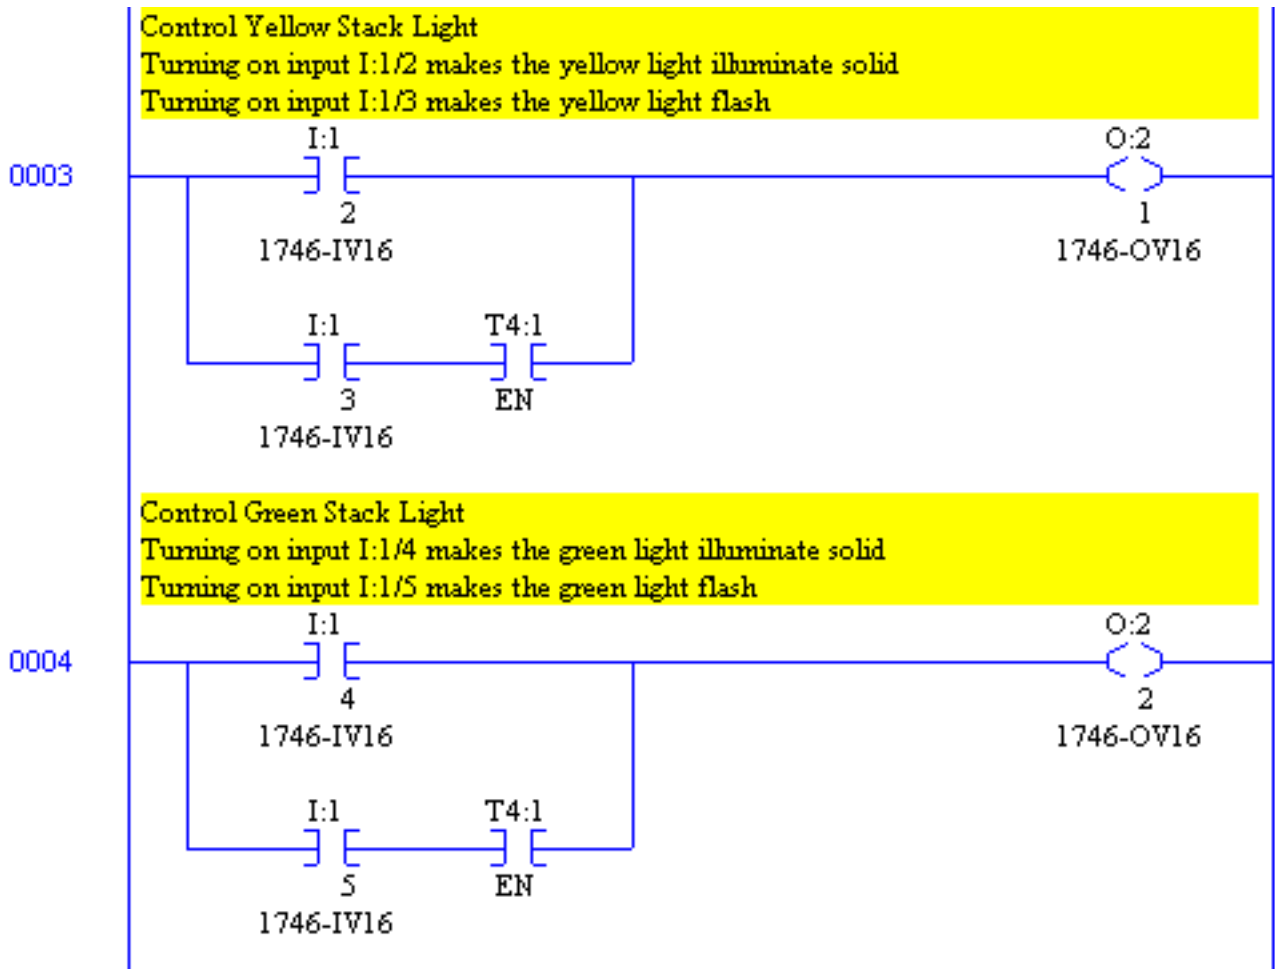 Control Yellow Stack Light
Turning on input I:1/2 makes the yellow light illuminate solid
Turning on input I:1/3 makes the yellow light flash
I:1 O:2
0003
2 1
1746-IV16 1746-OV16
I:1 T4:1
3 EN
1746-IV16
Control Green Stack Light
Turning on input I:1/4 makes the green light illuminate solid
Turning on input I:1/5 makes the green light flash
I:1 O:2
0004
4 2
1746-IV16 1746-OV16
I:1 T4:1
5 EN
1746-IV16